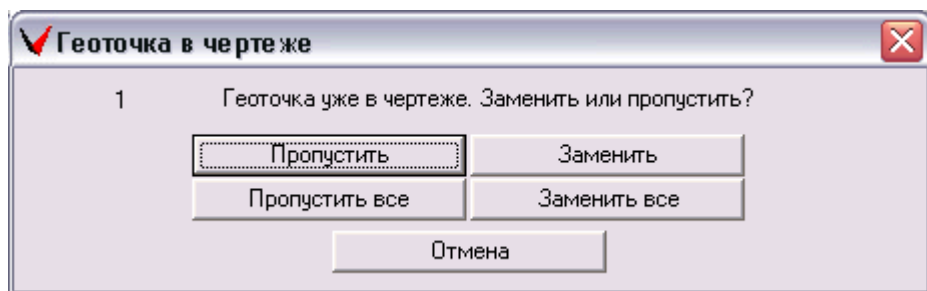 Геоточка в чертеже
1 Геоточка уже в чертеже. Заменить или пропустить?
Пропустить Заменить
Пропустить все Заменить все
Отмена